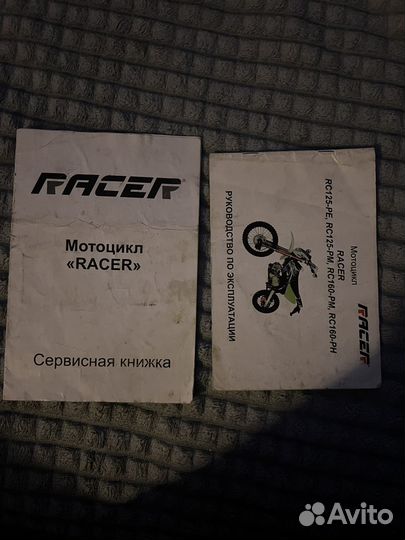 RACER
Мотоцикл
«RACER»
Сервисная книжка
RACER
Мотоцикл
RACER
RC125-PE, RC125-PM, RC160-PM, RC160-PH
РУКОВОДСТВО ПО ЭКСПЛУАТАЦИИ
Avito